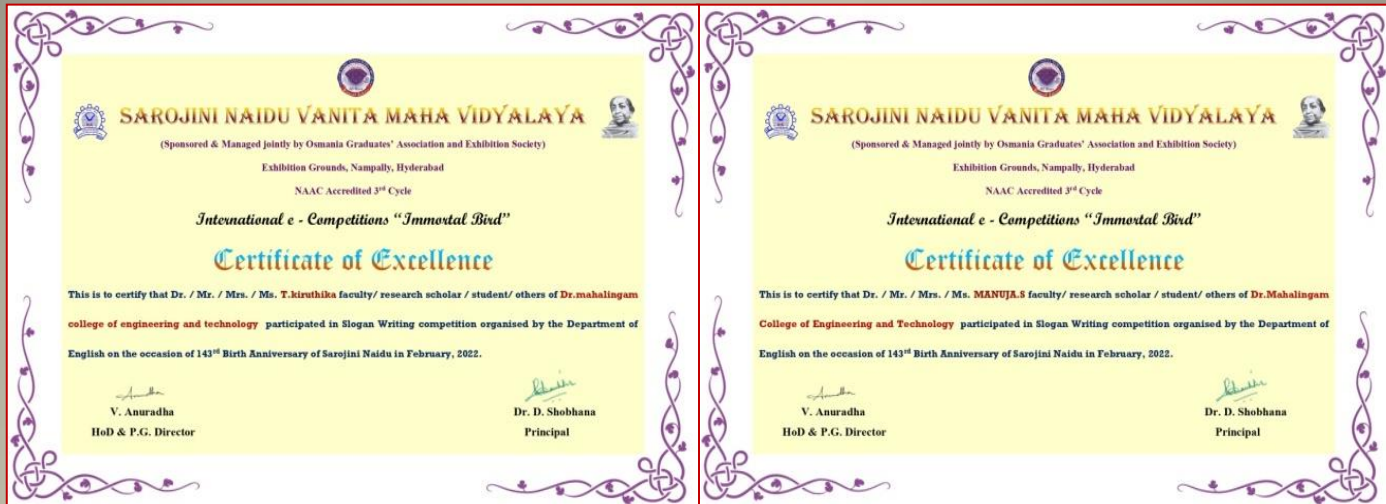 SAROJINI NAIDU VANITA MAHA VIDYALAYA
(Sponsored & Managed jointly by Osmania Graduates' Association and Exhibition Society)
Exhibition Grounds, Nampally, Hyderabad
NAAC Accredited 3rd Cycle
International e - Competitions “Immortal Bird”
Certificate of Excellence
This is to certify that Dr. / Mr. / Mrs. / Ms. T.kiruthika faculty/ research scholar / student/ others of Dr.mahalingam
college of engineering and technology participated in Slogan Writing competition organised by the Department of
English on the occasion of 143rd Birth Anniversary of Sarojini Naidu in February, 2022.
V. Anuradha
HoD & P.G. Director
Dr. D. Shobhana
Principal
SAROJINI NAIDU VANITA MAHA VIDYALAYA
(Sponsored & Managed jointly by Osmania Graduates' Association and Exhibition Society)
Exhibition Grounds, Nampally, Hyderabad
NAAC Accredited 3rd Cycle
International e - Competitions “Immortal Bird”
Certificate of Excellence
This is to certify that Dr. / Mr. / Mrs. / Ms. MANUJA.S faculty/ research scholar / student/ others of Dr.Mahalingam
College of Engineering and Technology participated in Slogan Writing competition organised by the Department of
English on the occasion of 143rd Birth Anniversary of Sarojini Naidu in February, 2022.
V. Anuradha
HoD & P.G. Director
Dr. D. Shobhana
Principal